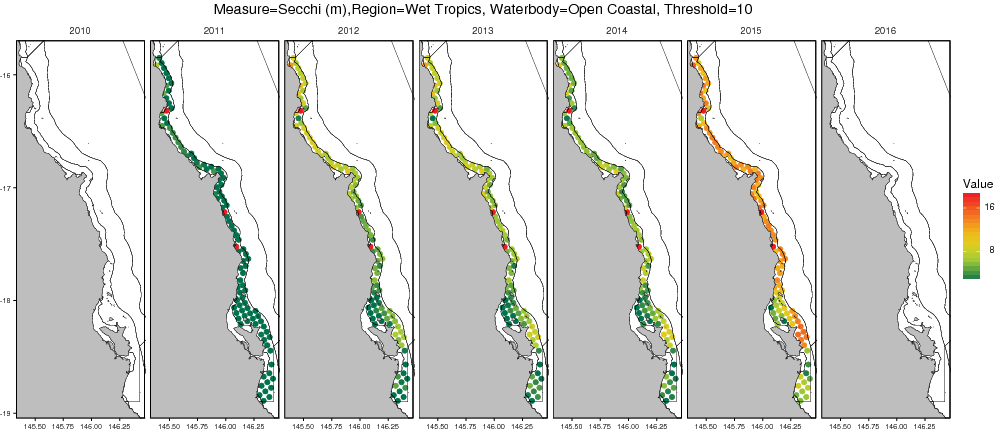 Measure=Secchi (m),Region=Wet Tropics, Waterbody=Open Coastal, Threshold=10
2010 2011 2012 2013 2014 2015 2016
-16
-17
-18
-19
Value
16
8
145.50 145.75 146.00 146.25 145.50 145.75 146.00 146.25 145.50 145.75 146.00 146.25 145.50 145.75 146.00 146.25 145.50 145.75 146.00 146.25 145.50 145.75 146.00 146.25 145.50 145.75 146.00 146.25